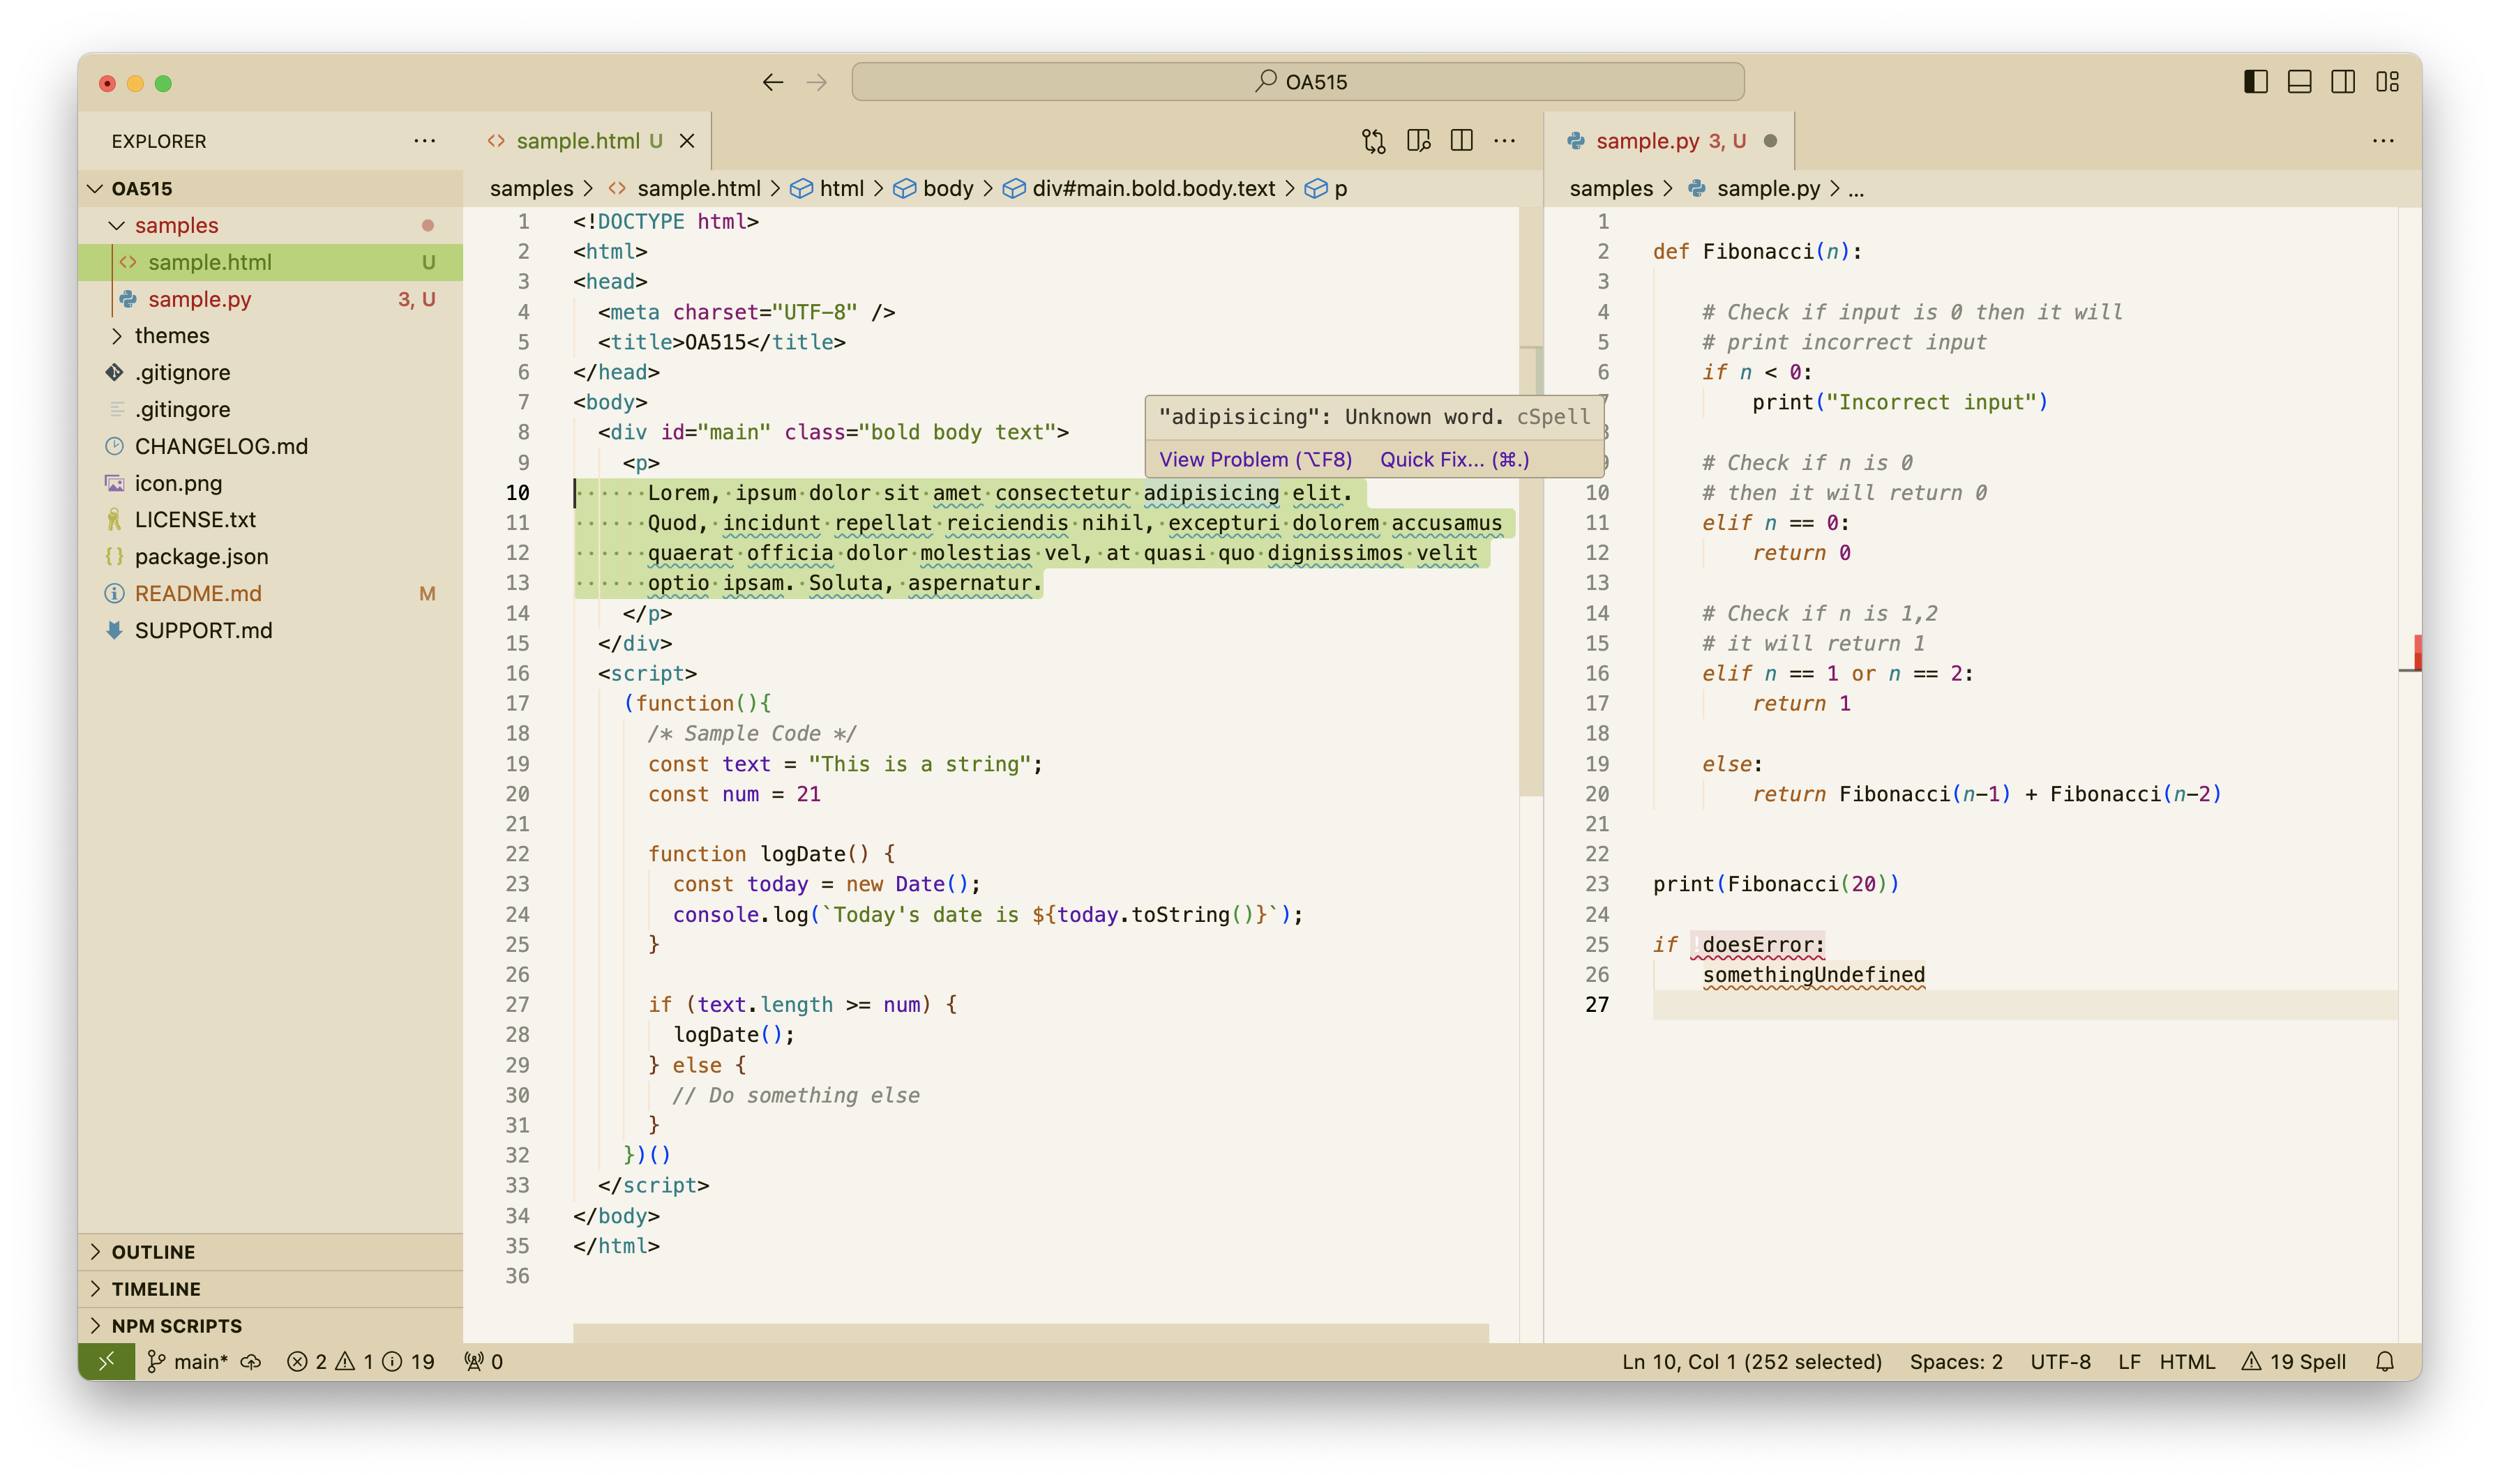 OA515
EXPLORER
OA515
samples
sample.html U
sample.py 3, U
themes
.gitignore
.gitingore
CHANGELOG.md
icon.png
LICENSE.txt
package.json
README.md M
SUPPORT.md
OUTLINE
TIMELINE
NPM SCRIPTS
sample.html U
samples > sample.html > html > body > div#main.bold.body.text > p
1 <!DOCTYPE html>
2 <html>
3 <head>
4   <meta charset="UTF-8" />
5   <title>OA515</title>
6 </head>
7 <body>
8   <div id="main" class="bold body text">
9     <p>
10 ······Lorem,·ipsum·dolor·sit·amet·consectetur·adipisicing·elit.
11 ······Quod,·incidunt·repellat·reiciendis·nihil,·excepturi·dolorem·accusamus
12 ······quaerat·officia·dolor·molestias·vel,·at·quasi·quo·dignissimos·velit
13 ······optio·ipsam.·Soluta,·aspernatur.
14     </p>
15   </div>
16   <script>
17     (function(){
18       /* Sample Code */
19       const text = "This is a string";
20       const num = 21
21
22       function logDate() {
23         const today = new Date();
24         console.log(`Today's date is ${today.toString()}`);
25       }
26
27       if (text.length >= num) {
28         logDate();
29       } else {
30         // Do something else
31       }
32     })()
33   </script>
34 </body>
35 </html>
36
"adipisicing": Unknown word. cSpell
View Problem (⌥F8) Quick Fix... (⌘.)
sample.py 3, U
samples > sample.py > ...
1
2 def Fibonacci(n):
3
4     # Check if input is 0 then it will
5     # print incorrect input
6     if n < 0:
7         print("Incorrect input")
8
9     # Check if n is 0
10     # then it will return 0
11     elif n == 0:
12         return 0
13
14     # Check if n is 1,2
15     # it will return 1
16     elif n == 1 or n == 2:
17         return 1
18
19     else:
20         return Fibonacci(n-1) + Fibonacci(n-2)
21
22
23 print(Fibonacci(20))
24
25 if !doesError:
26     somethingUndefined
27
main* 2 1 19 0 Ln 10, Col 1 (252 selected) Spaces: 2 UTF-8 LF HTML 19 Spell